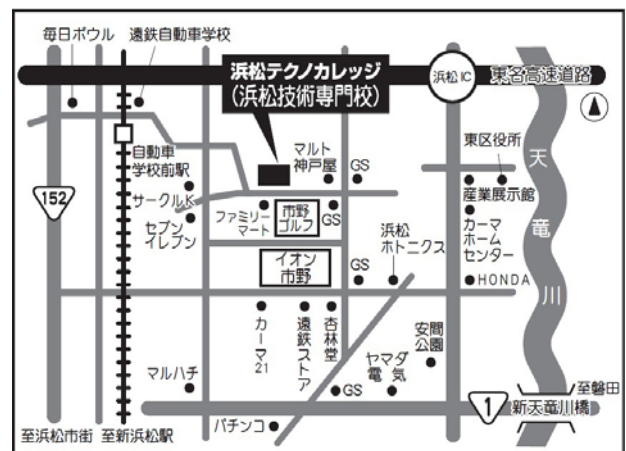 毎日ボウル
遠鉄自動車学校
浜松テクノカレッジ
(浜松技術専門校)
浜松IC
東名高速道路
自動車
学校前駅
マルト
神戸屋
GS
東区役所
天竜川
152
サークルK
セブン
イレブン
ファミリー
マート
市野
ゴルフ
GS
産業展示館
カーマ
ホーム
センター
浜松
ホトニクス
イオン
市野
GS
HONDA
カーマ21
遠鉄ストア
杏林堂
安間
公園
マルハチ
ヤマダ
電気
GS
1
至磐田
新天竜川橋
至浜松市街
至新浜松駅
パチンコ